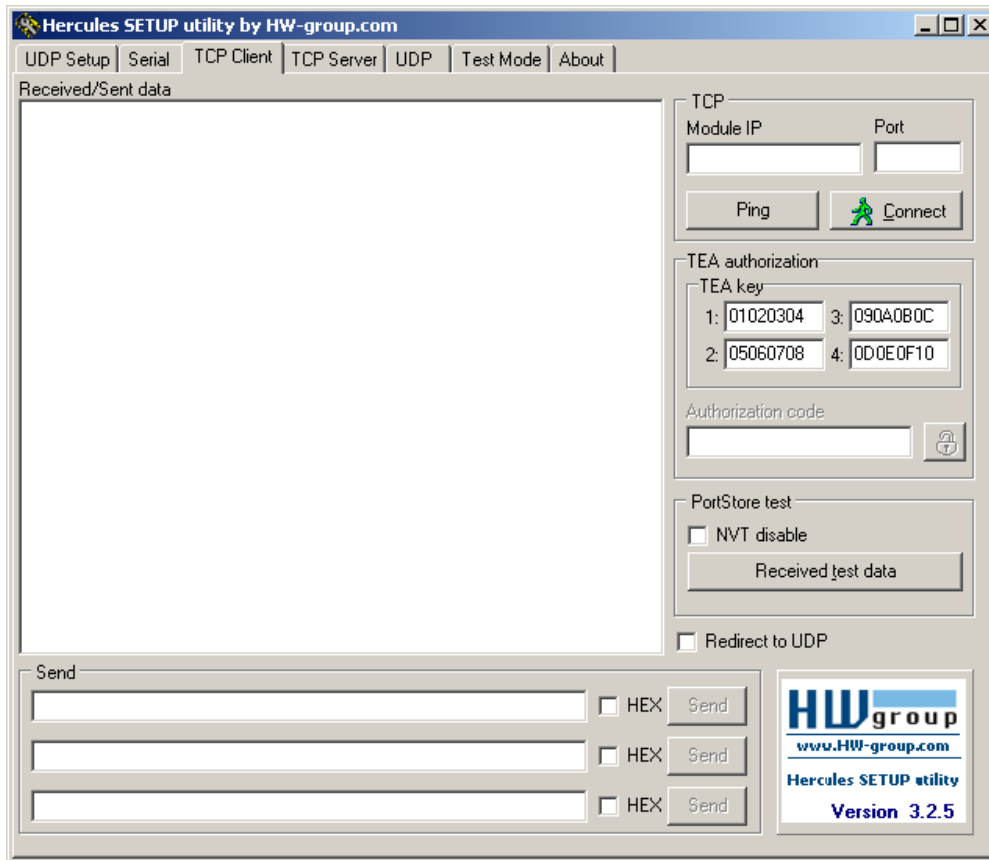 Hercules SETUP utility by HW-group.com
UDP Setup Serial TCP Client TCP Server UDP Test Mode About
Received/Sent data
TCP
Module IP Port
Ping Connect
TEA authorization
TEA key
1: 01020304 3: 090A0B0C
2: 05060708 4: 0D0E0F10
Authorization code
PortStore test
NVT disable
Received test data
Redirect to UDP
Send
HEX Send
HEX Send
HEX Send
HWgroup
www.HW-group.com
Hercules SETUP utility
Version 3.2.5